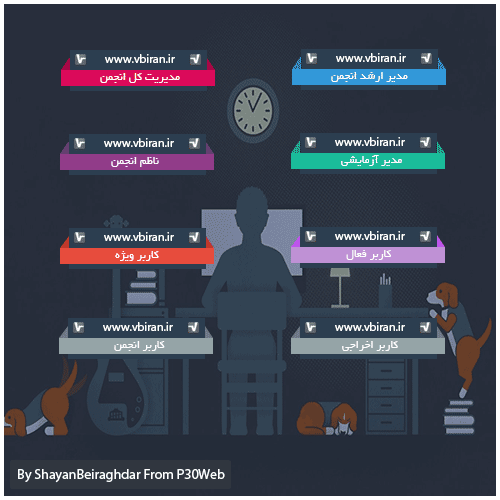 www.vbiran.ir
مدیریت کل انجمن
www.vbiran.ir
مدیر ارشد انجمن
www.vbiran.ir
ناظم انجمن
www.vbiran.ir
مدیر آزمایشی
www.vbiran.ir
کاربر ویژه
www.vbiran.ir
کاربر فعال
www.vbiran.ir
کاربر انجمن
www.vbiran.ir
کاربر اخراجی
By ShayanBeiraghdar From P30Web